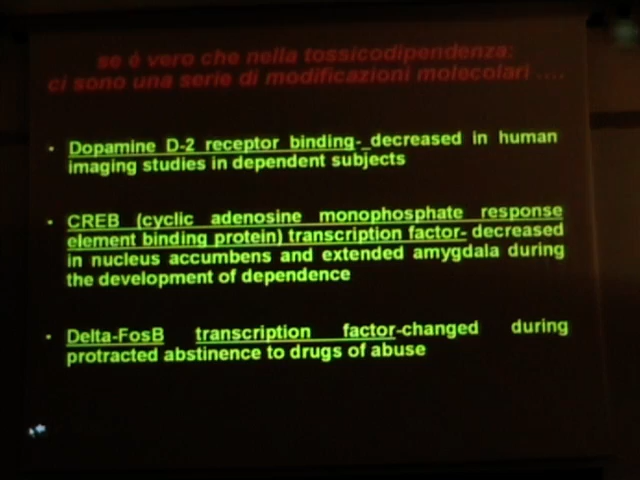 se é vero che nella tossicodipendenza:
ci sono una serie di modificazioni molecolari ....
• Dopamine D-2 receptor binding-_decreased in human
imaging studies in dependent subjects
• CREB (cyclic adenosine monophosphate response
element binding protein) transcription factor- decreased
in nucleus accumbens and extended amygdala during
the development of dependence
• Delta-FosB transcription factor-changed during
protracted abstinence to drugs of abuse